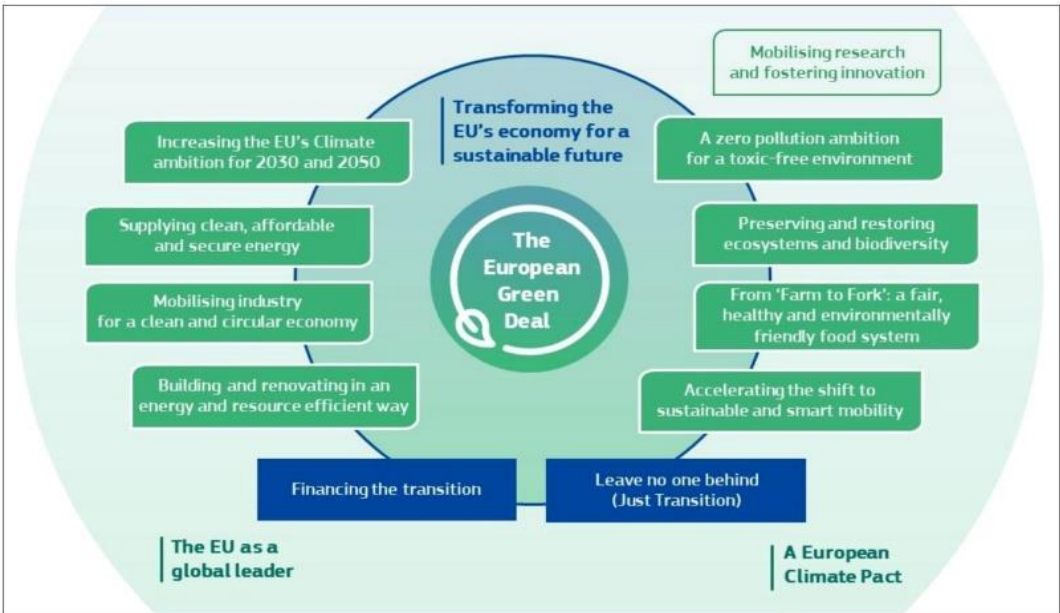 Mobilising research
and fostering innovation
Transforming the
EU's economy for a
sustainable future
Increasing the EU's Climate
ambition for 2030 and 2050
A zero pollution ambition
for a toxic-free environment
Supplying clean, affordable
and secure energy
Preserving and restoring
ecosystems and biodiversity
The
European
Green
Deal
Mobilising industry
for a clean and circular economy
From 'Farm to Fork': a fair,
healthy and environmentally
friendly food system
Building and renovating in an
energy and resource efficient way
Accelerating the shift to
sustainable and smart mobility
Financing the transition
Leave no one behind
(Just Transition)
The EU as a
global leader
A European
Climate Pact